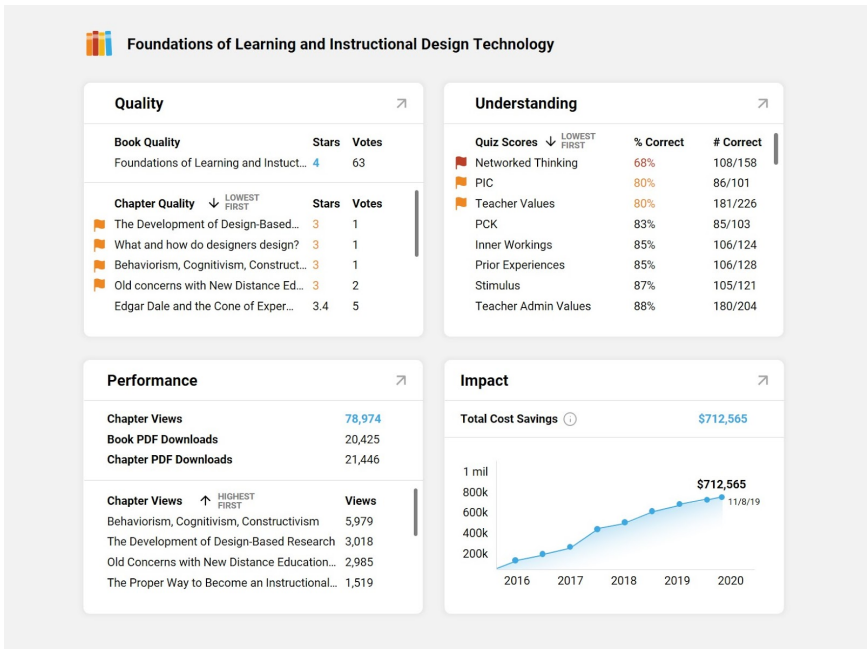 Foundations of Learning and Instructional Design Technology
Quality
Book Quality Stars Votes
Foundations of Learning and Instuct... 4 63
Chapter Quality ↓ LOWEST FIRST Stars Votes
The Development of Design-Based... 3 1
What and how do designers design? 3 1
Behaviorism, Cognitivism, Construct... 3 1
Old concerns with New Distance Ed... 3 2
Edgar Dale and the Cone of Exper... 3.4 5
Understanding
Quiz Scores ↓ LOWEST FIRST % Correct # Correct
Networked Thinking 68% 108/158
PIC 80% 86/101
Teacher Values 80% 181/226
PCK 83% 85/103
Inner Workings 85% 106/124
Prior Experiences 85% 106/128
Stimulus 87% 105/121
Teacher Admin Values 88% 180/204
Performance
Chapter Views 78,974
Book PDF Downloads 20,425
Chapter PDF Downloads 21,446
Chapter Views ↑ HIGHEST FIRST Views
Behaviorism, Cognitivism, Constructivism 5,979
The Development of Design-Based Research 3,018
Old Concerns with New Distance Education... 2,985
The Proper Way to Become an Instructional... 1,519
Impact
Total Cost Savings $712,565
1 mil
800k
600k
400k
200k
$712,565
11/8/19
2016 2017 2018 2019 2020